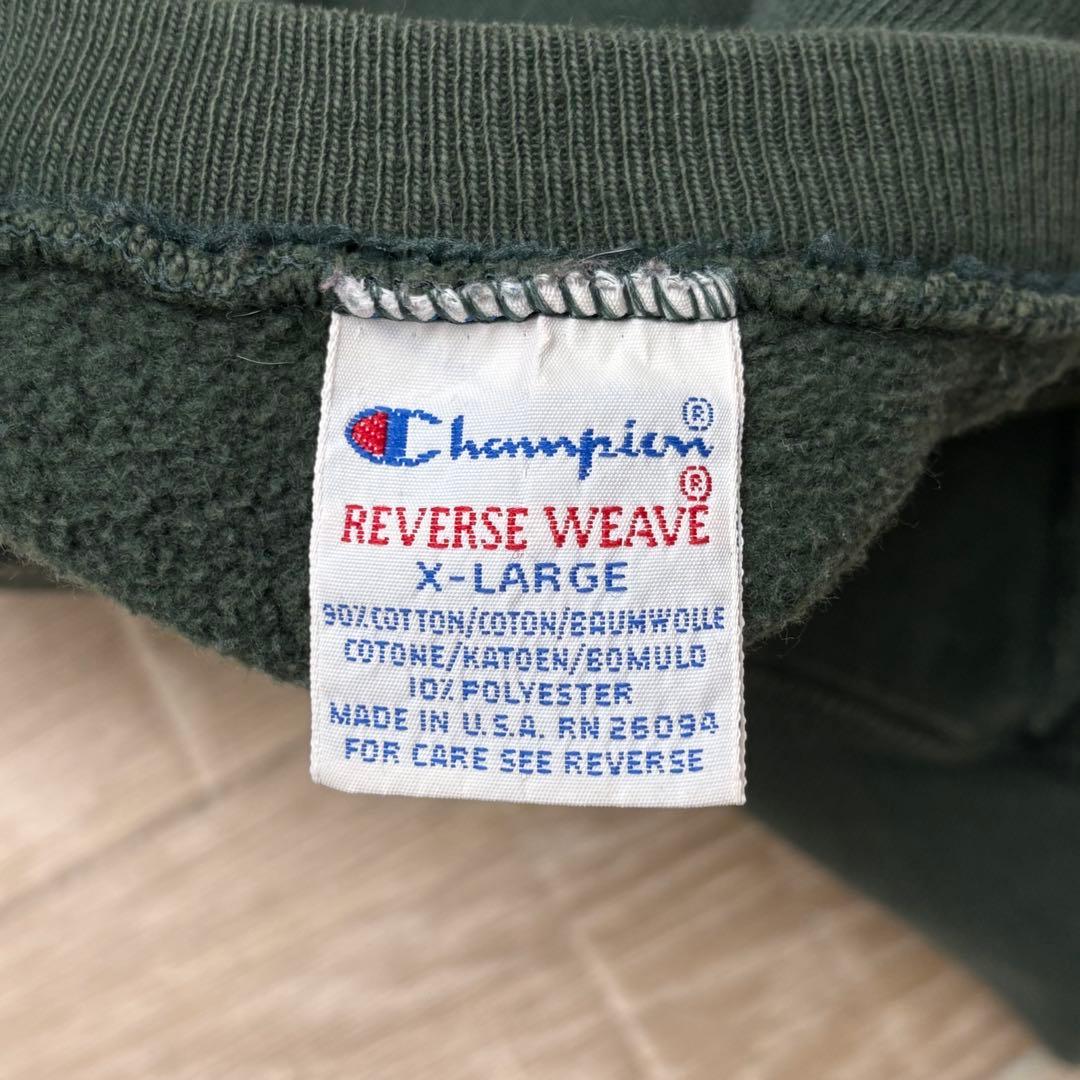 Champion®
REVERSE WEAVE®
X-LARGE
90% COTTON/COTON/BAUMWOLLE
COTONE/KATOEN/BOMULD
10% POLYESTER
MADE IN U.S.A. RN 26094
FOR CARE SEE REVERSE